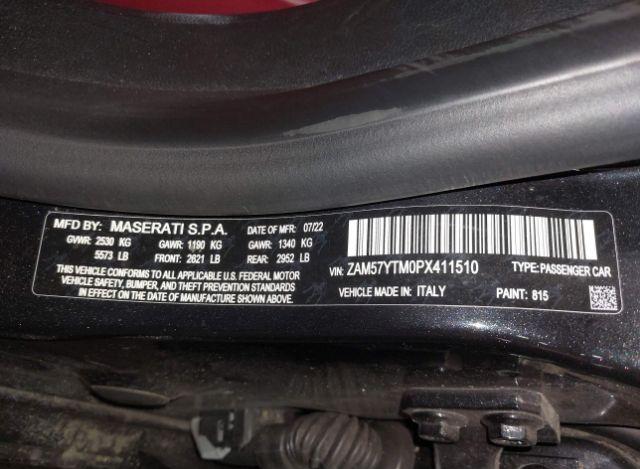 MFD BY: MASERATI S.P.A. DATE OF MFR: 07/22
GVWR: 2530 KG GAWR: 1190 KG GAWR: 1340 KG
5573 LB FRONT: 2621 LB REAR: 2952 LB
THIS VEHICLE CONFORMS TO ALL APPLICABLE U.S. FEDERAL MOTOR
VEHICLE SAFETY, BUMPER, AND THEFT PREVENTION STANDARDS
IN EFFECT ON THE DATE OF MANUFACTURE SHOWN ABOVE.
VIN: ZAM57YTM0PX411510 TYPE: PASSENGER CAR
VEHICLE MADE IN: ITALY PAINT: 815